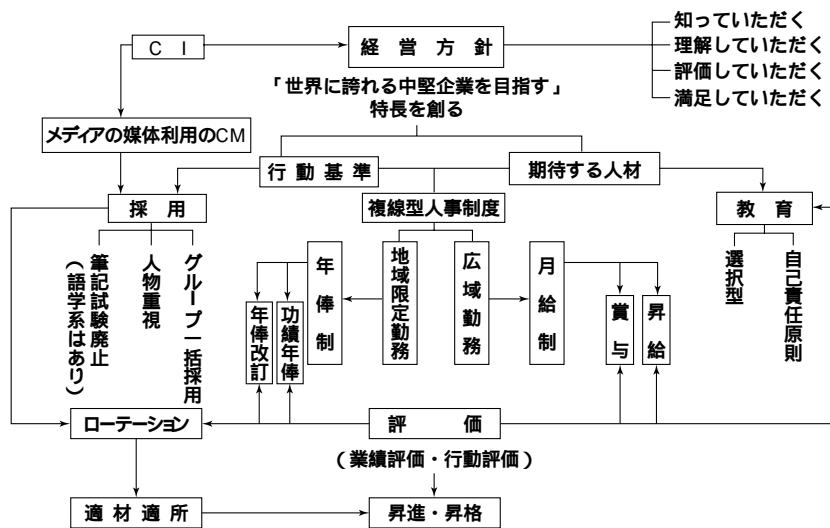 知っていただく
C I
経営方針
理解していただく
評価していただく
満足していただく
「世界に誇れる中堅企業を目指す」
特長を創る
メディアの媒体利用のCM
行動基準
期待する人材
採用
複線型人事制度
教育
筆記試験廃止
(語学系はあり)
人物重視
グループ一括採用
年俸改訂
功績年俸
年俸制
地域限定勤務
広域勤務
月給制
賞与
昇給
選択型
自己責任原則
ローテーション
評価
(業績評価・行動評価)
適材適所
昇進・昇格